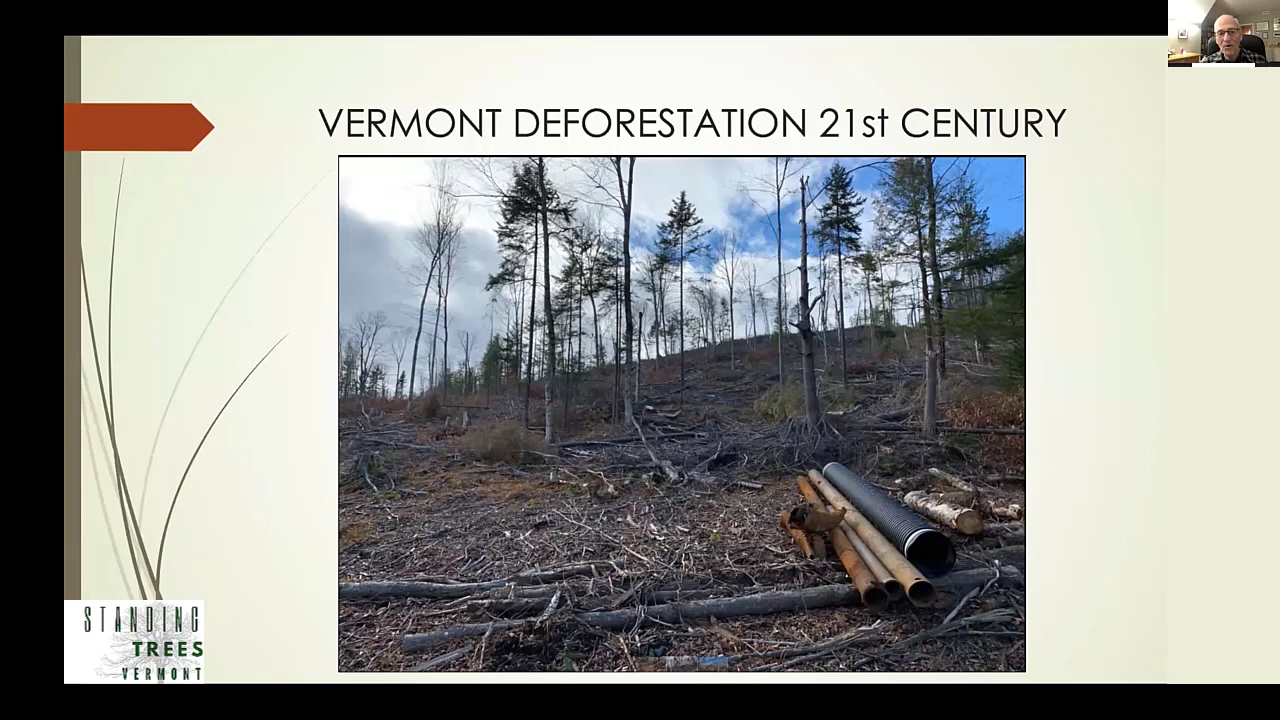 VERMONT DEFORESTATION 21st CENTURY
STANDING
TREES
VERMONT